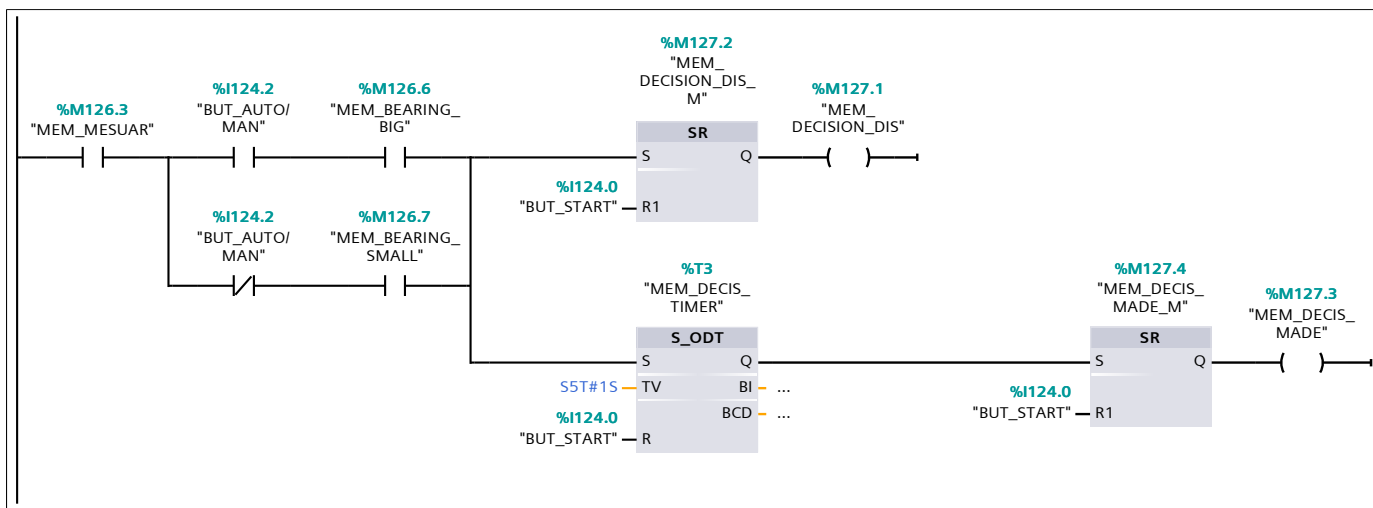 %M126.3
"MEM_MESUAR"
%I124.2
"BUT_AUTO/
MAN"
%M126.6
"MEM_BEARING_
BIG"
%M127.2
"MEM_
DECISION_DIS_
M"
SR
S
Q
%I124.0
"BUT_START"
R1
%M127.1
"MEM_
DECISION_DIS"
%I124.2
"BUT_AUTO/
MAN"
%M126.7
"MEM_BEARING_
SMALL"
%T3
"MEM_DECIS_
TIMER"
S_ODT
S
Q
S5T#1S
TV
BI
...
BCD
...
%I124.0
"BUT_START"
R
%M127.4
"MEM_DECIS_
MADE_M"
SR
S
Q
%I124.0
"BUT_START"
R1
%M127.3
"MEM_DECIS_
MADE"